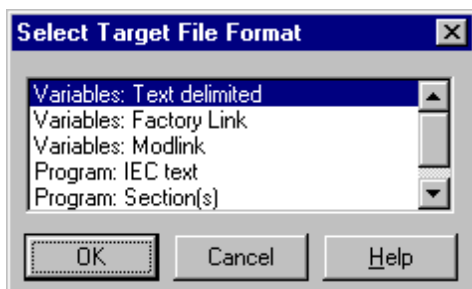 Select Target File Format
Variables: Text delimited
Variables: Factory Link
Variables: Modlink
Program: IEC text
Program: Section(s)
OK Cancel Help